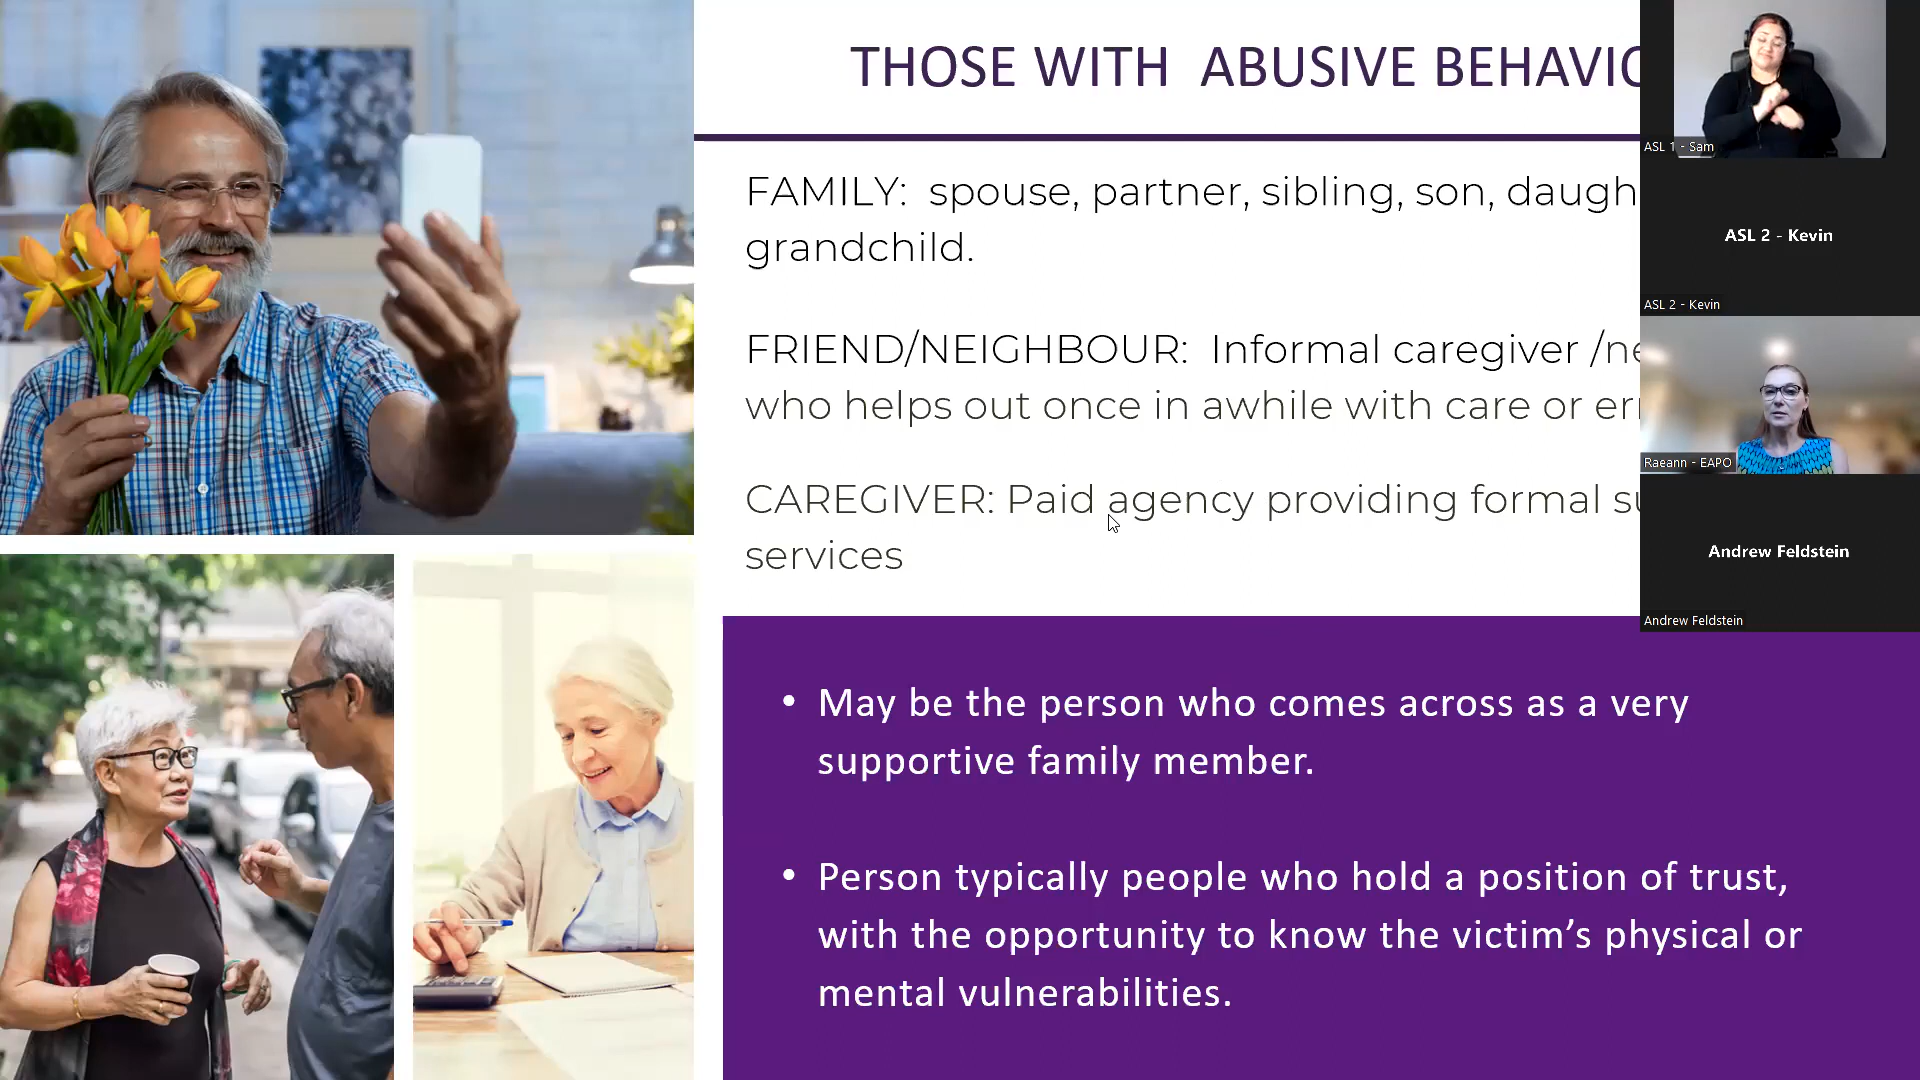 THOSE WITH ABUSIVE BEHAVIO
FAMILY: spouse, partner, sibling, son, daugh
grandchild.
FRIEND/NEIGHBOUR: Informal caregiver /ne
who helps out once in awhile with care or err
CAREGIVER: Paid agency providing formal su
services
• May be the person who comes across as a very
supportive family member.
• Person typically people who hold a position of trust,
with the opportunity to know the victim’s physical or
mental vulnerabilities.
ASL 1 - Sam
ASL 2 - Kevin
ASL 2 - Kevin
Raeann - EAPO
Andrew Feldstein
Andrew Feldstein